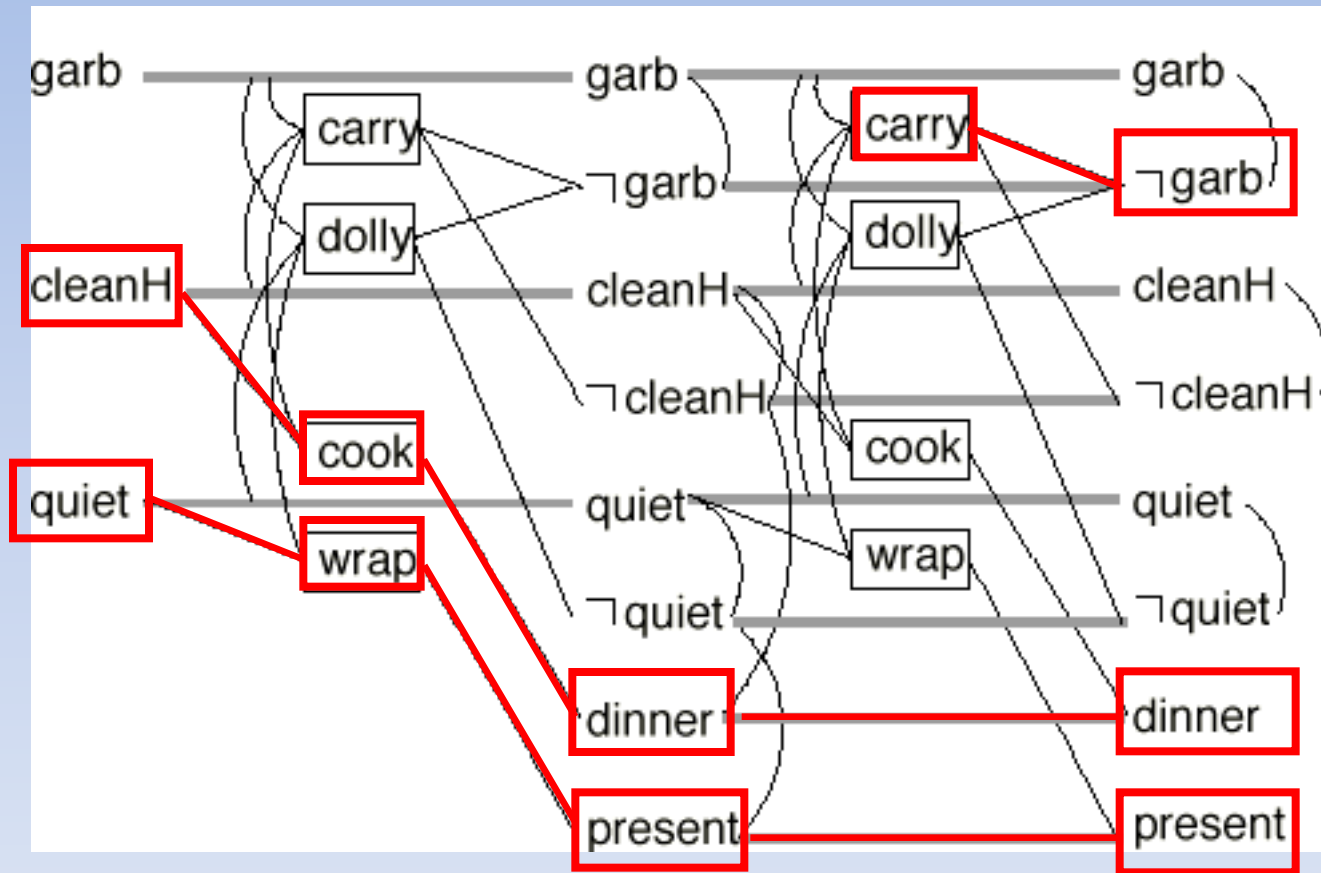 garb garb garb
carry carry
¬garb ¬garb
dolly dolly
cleanH cleanH cleanH
¬cleanH ¬cleanH
cook cook
quiet quiet quiet
wrap wrap
¬quiet ¬quiet
dinner dinner
present present